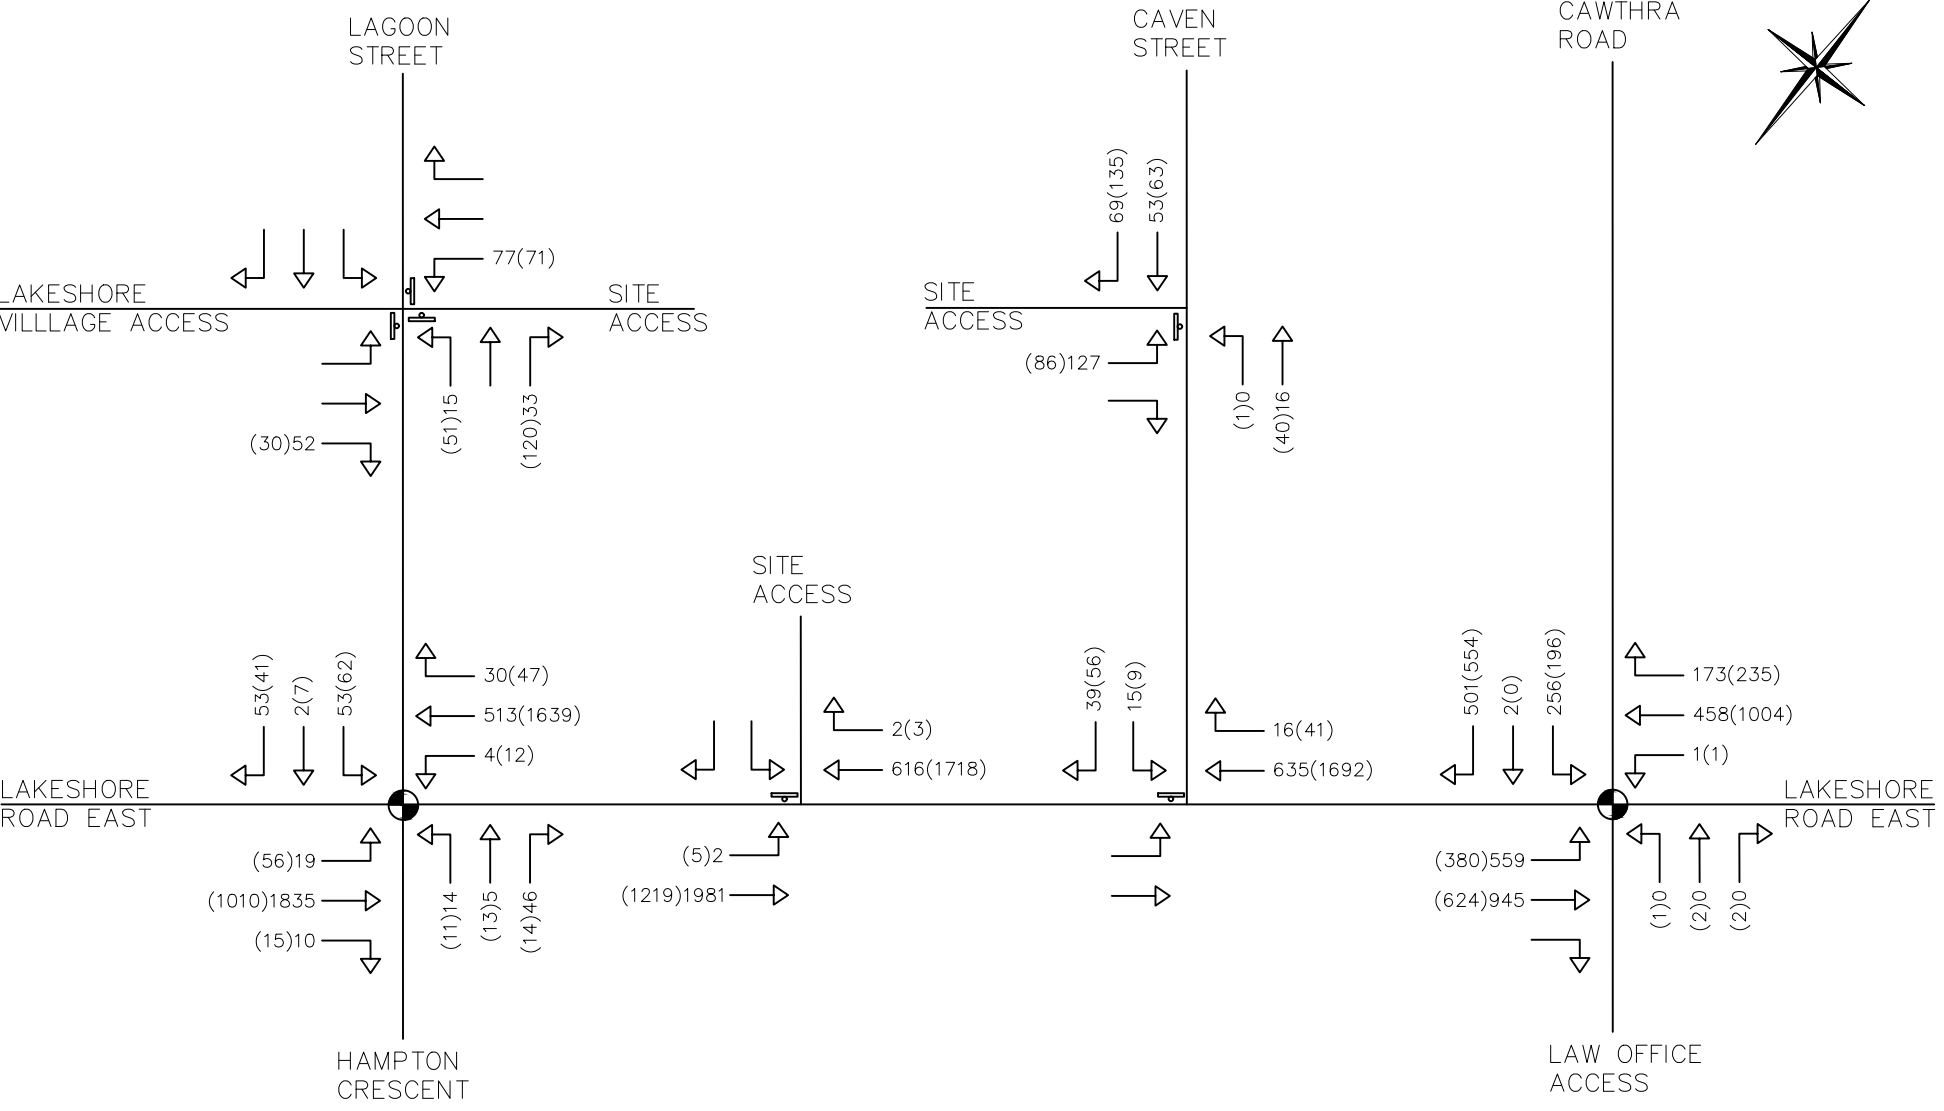 LAGOON
STREET
CAVEN
STREET
CAWTHRA
ROAD
69(135)
53(63)
77(71)
LAKESHORE
VILLLAGE ACCESS
SITE
ACCESS
SITE
ACCESS
(86)127
(30)52
(51)15
(120)33
(1)0
(40)16
SITE
ACCESS
53(41)
2(7)
53(62)
30(47)
513(1639)
4(12)
2(3)
616(1718)
39(56)
15(9)
16(41)
635(1692)
501(554)
2(0)
256(196)
173(235)
458(1004)
1(1)
LAKESHORE
ROAD EAST
LAKESHORE
ROAD EAST
(56)19
(1010)1835
(15)10
(11)14
(13)5
(14)46
(5)2
(1219)1981
(380)559
(624)945
(1)0
(2)0
(2)0
HAMPTON
CRESCENT
LAW OFFICE
ACCESS